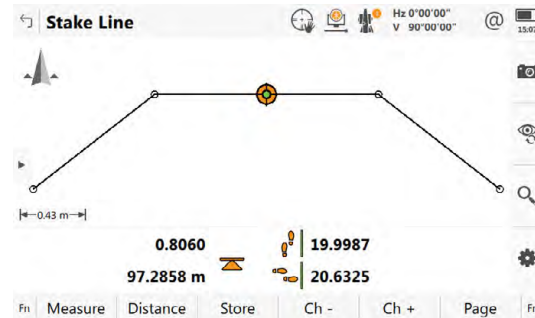 Stake Line
Hz 0°00'00"
V 90°00'00"
@
15:07
0.43 m
0.8060
19.9987
97.2858 m
20.6325
Fn Measure Distance Store Ch - Ch + Page Fn